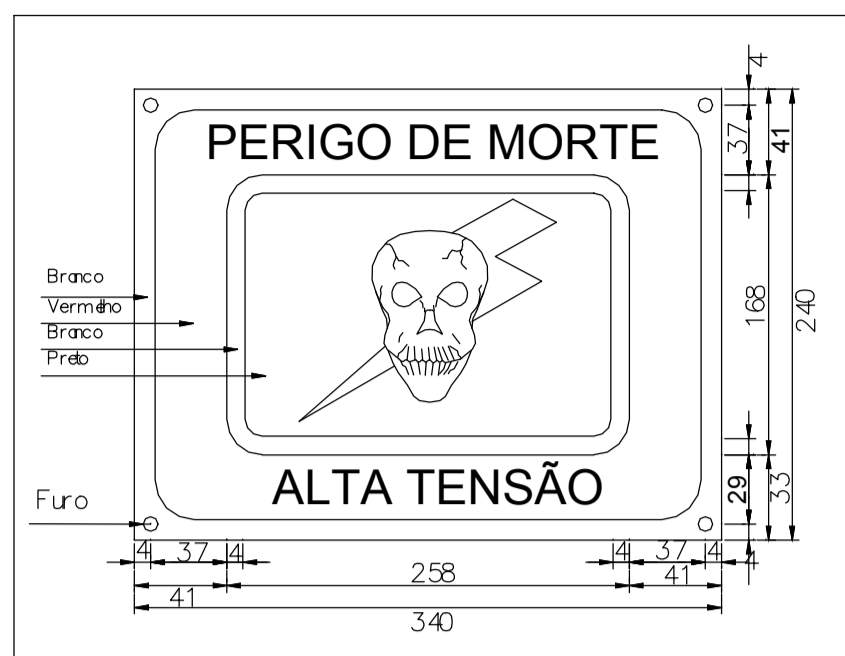 4
37
41
PERIGO DE MORTE
Branco
Vermelho
Branco
Preto
168
240
ALTA TENSÃO
Furo
29
33
4 37 4 4 37 4 4
258
41 41
340